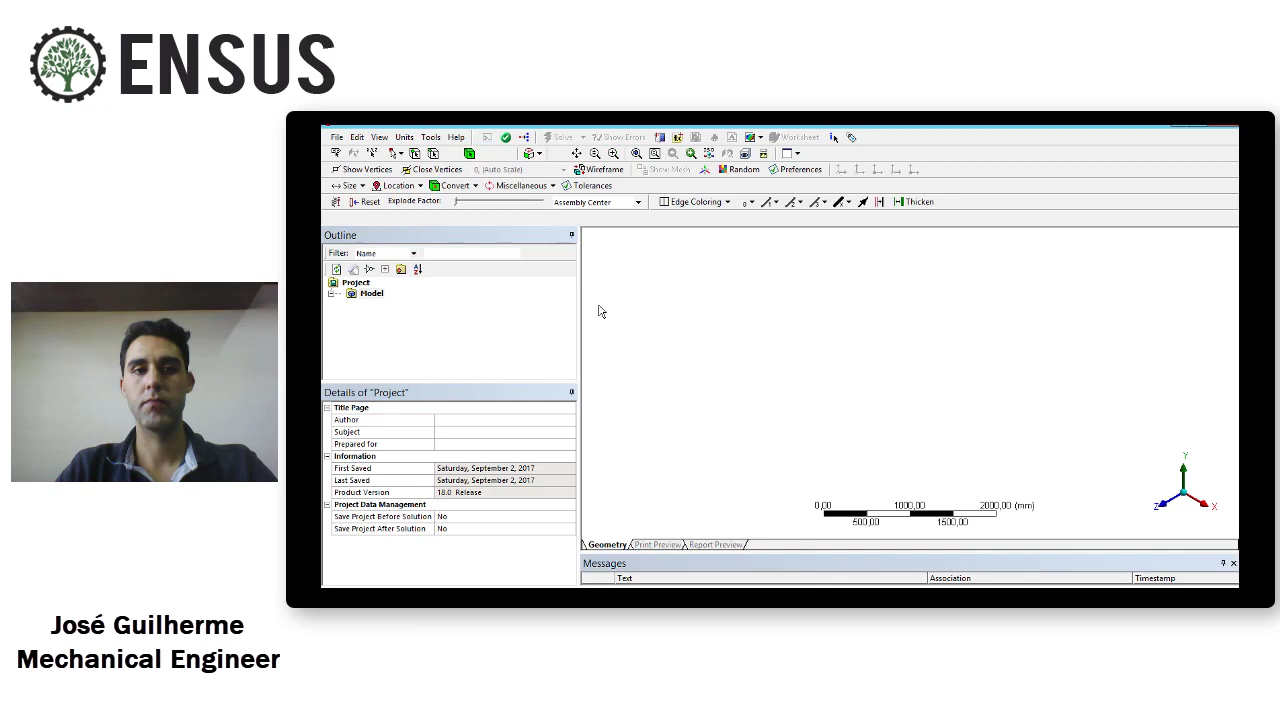 ENSUS
File Edit View Units Tools Help Solve ?/ Show Errors Worksheet
Show Vertices Close Vertices 0, (Auto Scale) Wireframe Show Mesh Random Preferences
Size Location Convert Miscellaneous Tolerances
Reset Explode Factor: Assembly Center Edge Coloring Thicken
Outline
Filter: Name
Project
Model
Details of "Project"
Title Page
Author
Subject
Prepared for
Information
First Saved Saturday, September 2, 2017
Last Saved Saturday, September 2, 2017
Product Version 18.0 Release
Project Data Management
Save Project Before Solution No
Save Project After Solution No
0,00 1000,00 2000,00 (mm)
500,00 1500,00
Y
Z X
Geometry Print Preview Report Preview
Messages
Text Association Timestamp
José Guilherme
Mechanical Engineer